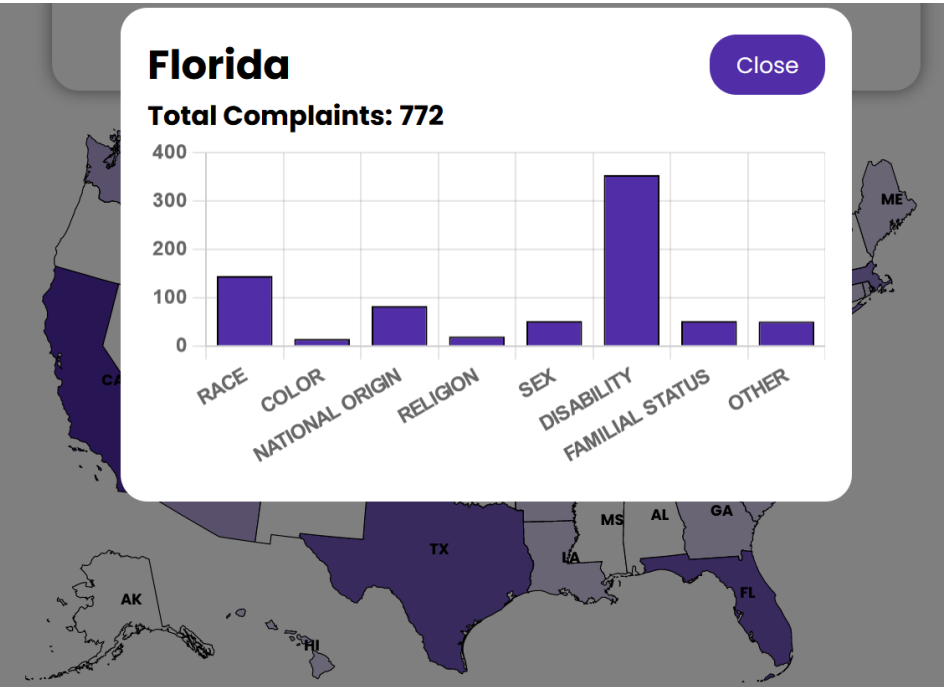 Florida
Close
Total Complaints: 772
400
300
200
100
0
RACE
COLOR
NATIONAL ORIGIN
RELIGION
SEX
DISABILITY
FAMILIAL STATUS
OTHER
ME
CA
TX
LA
MS
AL
GA
FL
AK
HI